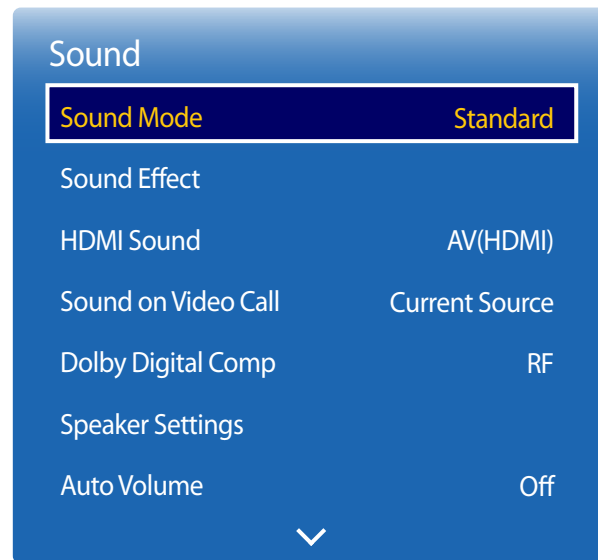 Sound
Sound Mode Standard
Sound Effect
HDMI Sound AV(HDMI)
Sound on Video Call Current Source
Dolby Digital Comp RF
Speaker Settings
Auto Volume Off